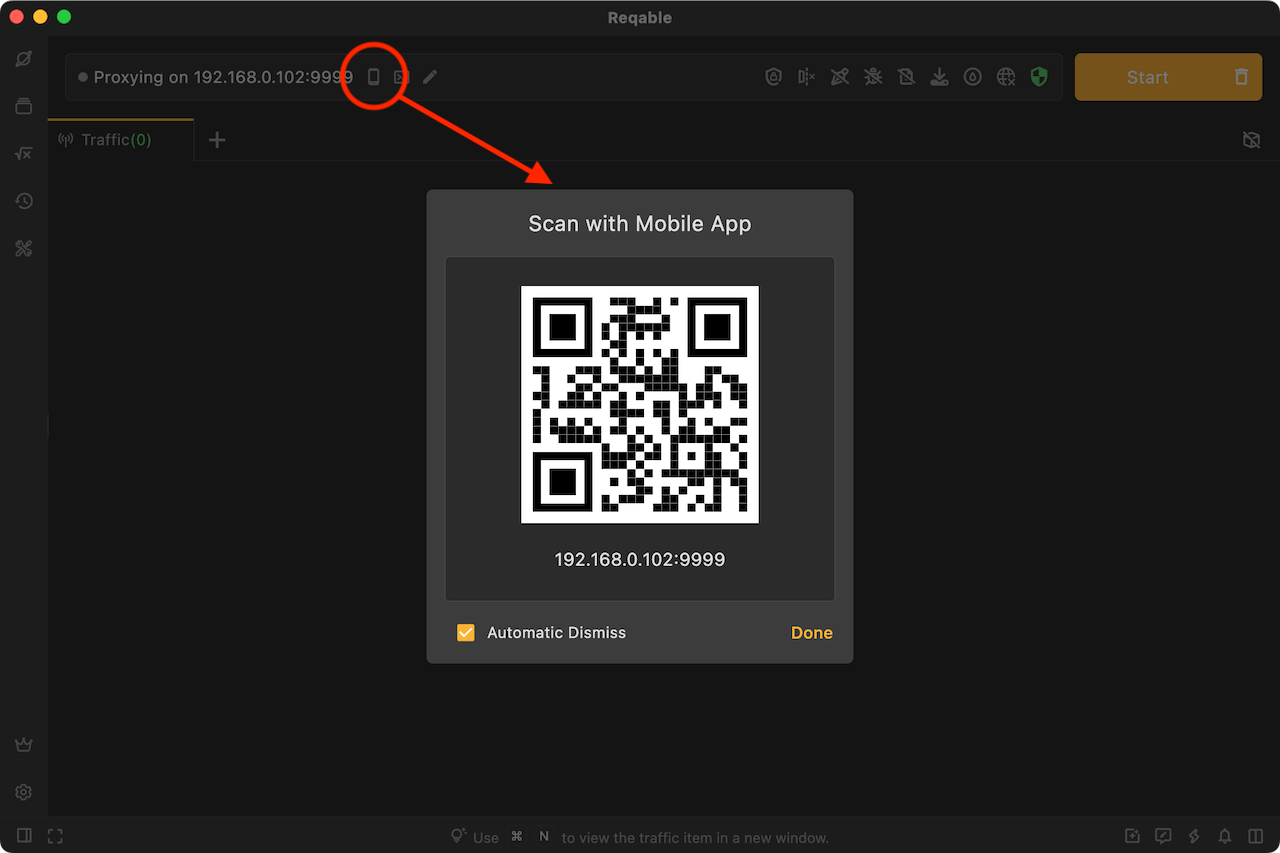 Reqable
Proxying on 192.168.0.102:9999
Start
Traffic(0)
Scan with Mobile App
192.168.0.102:9999
Automatic Dismiss
Done
Use ⌘ N to view the traffic item in a new window.